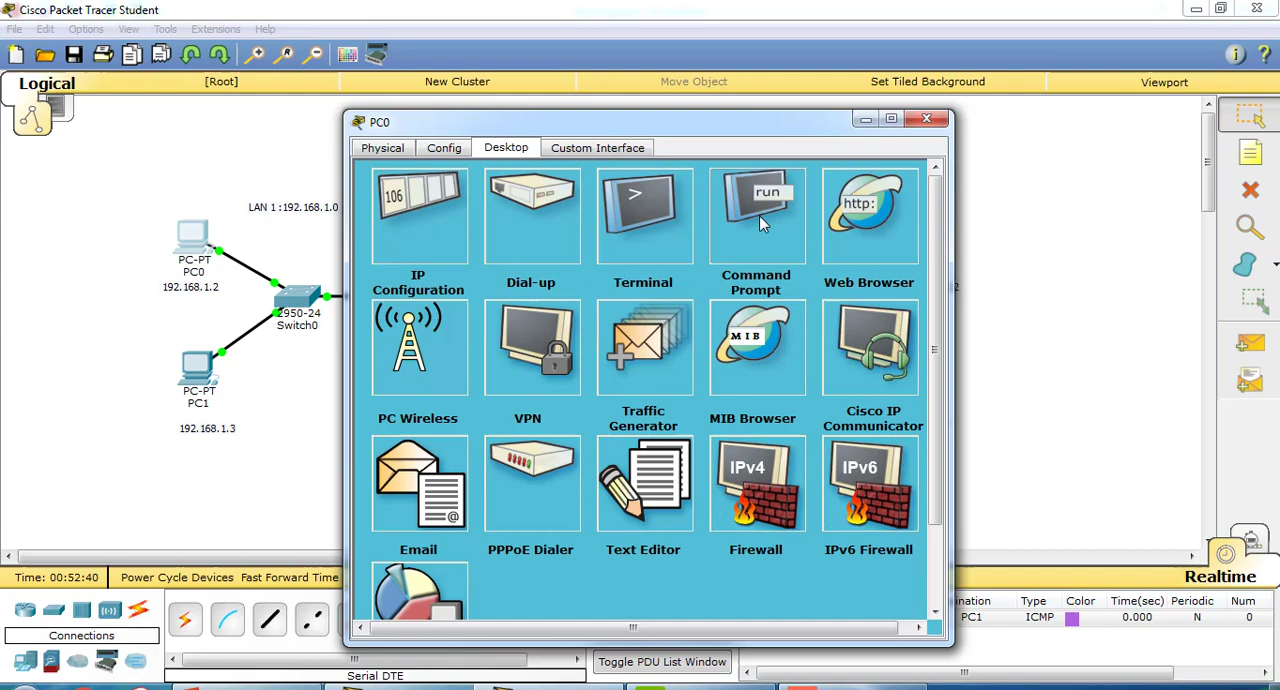 Cisco Packet Tracer Student
File Edit Options View Tools Extensions Help
Logical [Root] New Cluster Move Object Set Tiled Background Viewport
PC0
Physical Config Desktop Custom Interface
106
>
run
http:
IP Configuration
Dial-up
Terminal
Command Prompt
Web Browser
MIB
PC Wireless
VPN
Traffic Generator
MIB Browser
Cisco IP Communicator
@
IPv4
IPv6
Email
PPPoE Dialer
Text Editor
Firewall
IPv6 Firewall
LAN 1 :192.168.1.0
PC-PT
PC0
192.168.1.2
2950-24
Switch0
PC-PT
PC1
192.168.1.3
2
Time: 00:52:40 Power Cycle Devices Fast Forward Time
Realtime
Connections
Serial DTE
Toggle PDU List Window
ination Type Color Time(sec) Periodic Num
PC1 ICMP 0.000 N 0